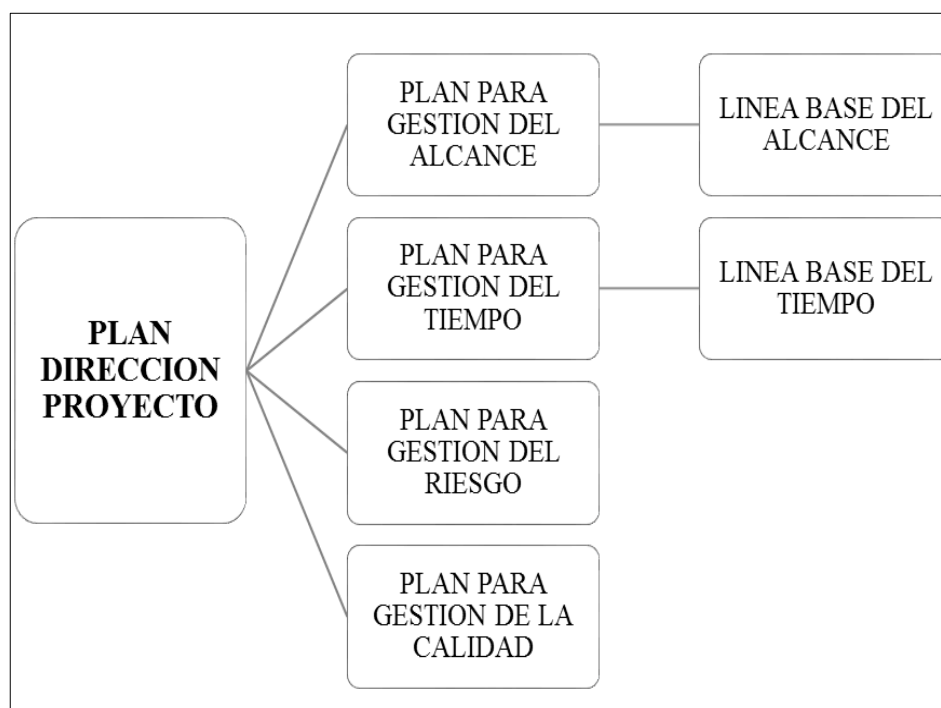 PLAN
DIRECCION
PROYECTO
PLAN PARA
GESTION DEL
ALCANCE
LINEA BASE DEL
ALCANCE
PLAN PARA
GESTION DEL
TIEMPO
LINEA BASE DEL
TIEMPO
PLAN PARA
GESTION DEL
RIESGO
PLAN PARA
GESTION DE LA
CALIDAD